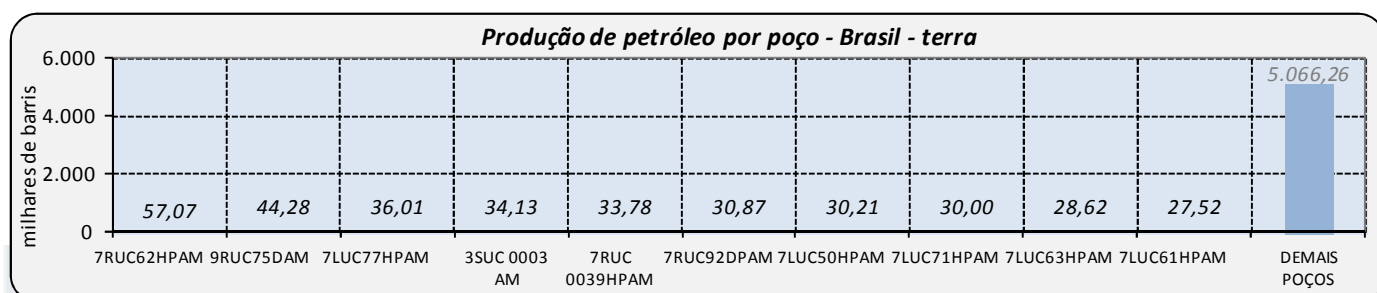 Produção de petróleo por poço - Brasil - terra
milhares de barris
6.000
4.000
2.000
0
57,07 44,28 36,01 34,13 33,78 30,87 30,21 30,00 28,62 27,52 5.066,26
7RUC62HPAM 9RUC75DAM 7LUC77HPAM 3SUC 0003 7RUC 7RUC92DPAM 7LUC50HPAM 7LUC71HPAM 7LUC63HPAM 7LUC61HPAM DEMAIS
AM 0039HPAM POÇOS